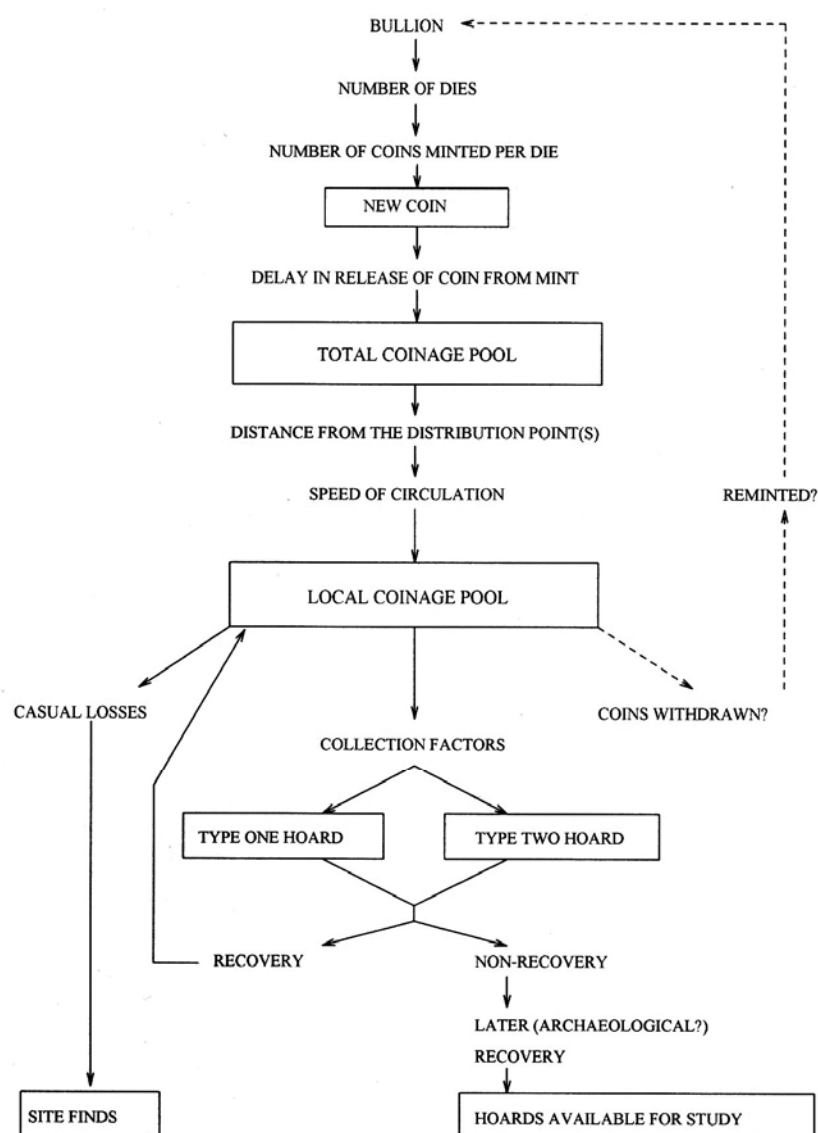 BULLION
NUMBER OF DIES
NUMBER OF COINS MINTED PER DIE
NEW COIN
DELAY IN RELEASE OF COIN FROM MINT
TOTAL COINAGE POOL
DISTANCE FROM THE DISTRIBUTION POINT(S)
SPEED OF CIRCULATION
REMINTED?
LOCAL COINAGE POOL
CASUAL LOSSES
COINS WITHDRAWN?
COLLECTION FACTORS
TYPE ONE HOARD
TYPE TWO HOARD
RECOVERY
NON-RECOVERY
LATER (ARCHAEOLOGICAL?)
RECOVERY
SITE FINDS
HOARDS AVAILABLE FOR STUDY